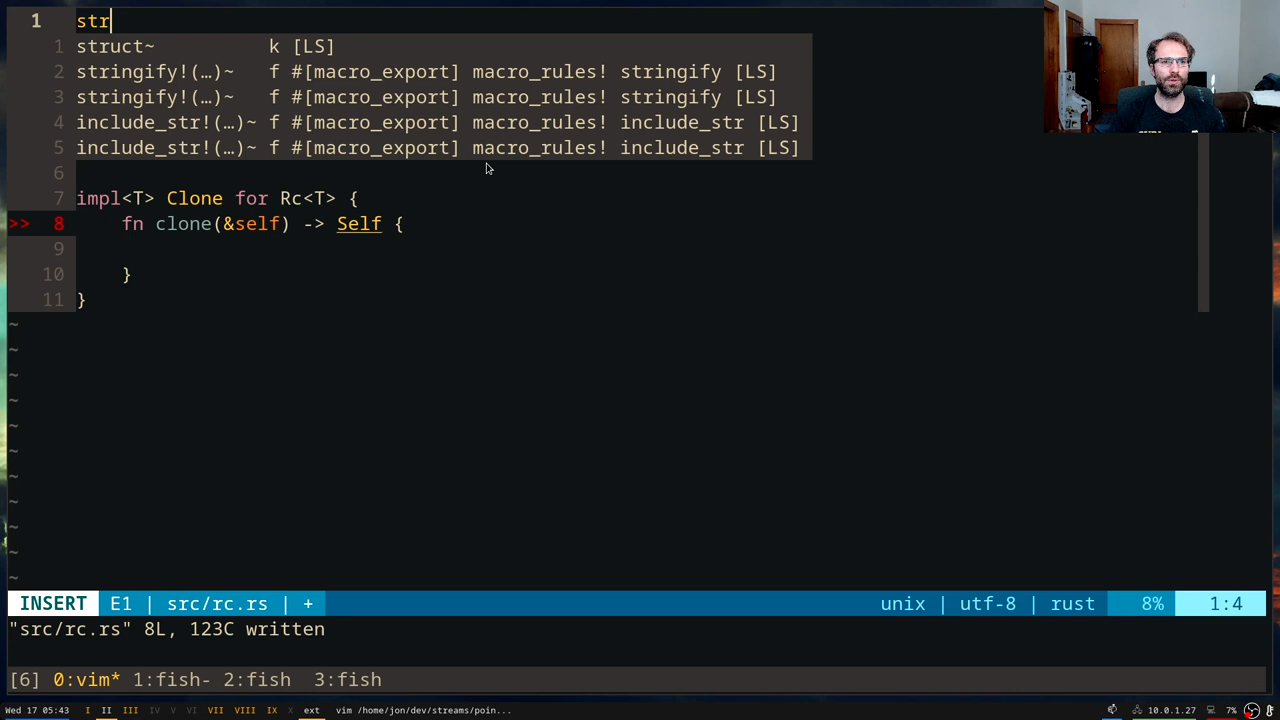 1 str
1 struct~ k [LS]
2 stringify!(…)~ f #[macro_export] macro_rules! stringify [LS]
3 stringify!(…)~ f #[macro_export] macro_rules! stringify [LS]
4 include_str!(…)~ f #[macro_export] macro_rules! include_str [LS]
5 include_str!(…)~ f #[macro_export] macro_rules! include_str [LS]
6
7 impl<T> Clone for Rc<T> {
>> 8 fn clone(&self) -> Self {
9
10 }
11 }
~
~
~
~
~
~
~
~
~
~
~
INSERT E1 | src/rc.rs | + unix | utf-8 | rust 8% 1:4
"src/rc.rs" 8L, 123C written
[6] 0:vim* 1:fish- 2:fish 3:fish
Wed 17 05:43 I II III IV V VI VII VIII IX X ext vim /home/jon/dev/streams/poin... 10.0.1.27 7%